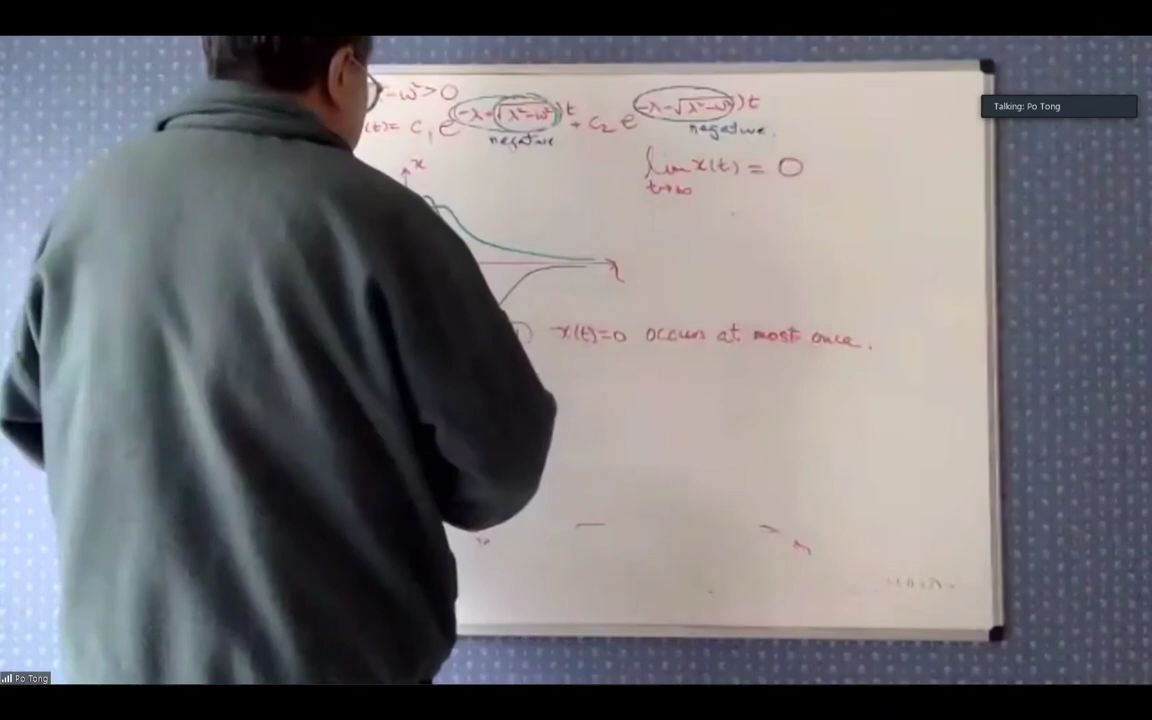 -ω²>0
Talking: Po Tong
(t)= c₁ e^(-λ+√λ²-ω²)t + c₂ e^(-λ-√λ²-ω²)t
negative negative.
x
lim x(t) = 0
t→∞
t
1) x(t)=0 occurs at most once.
Po Tong